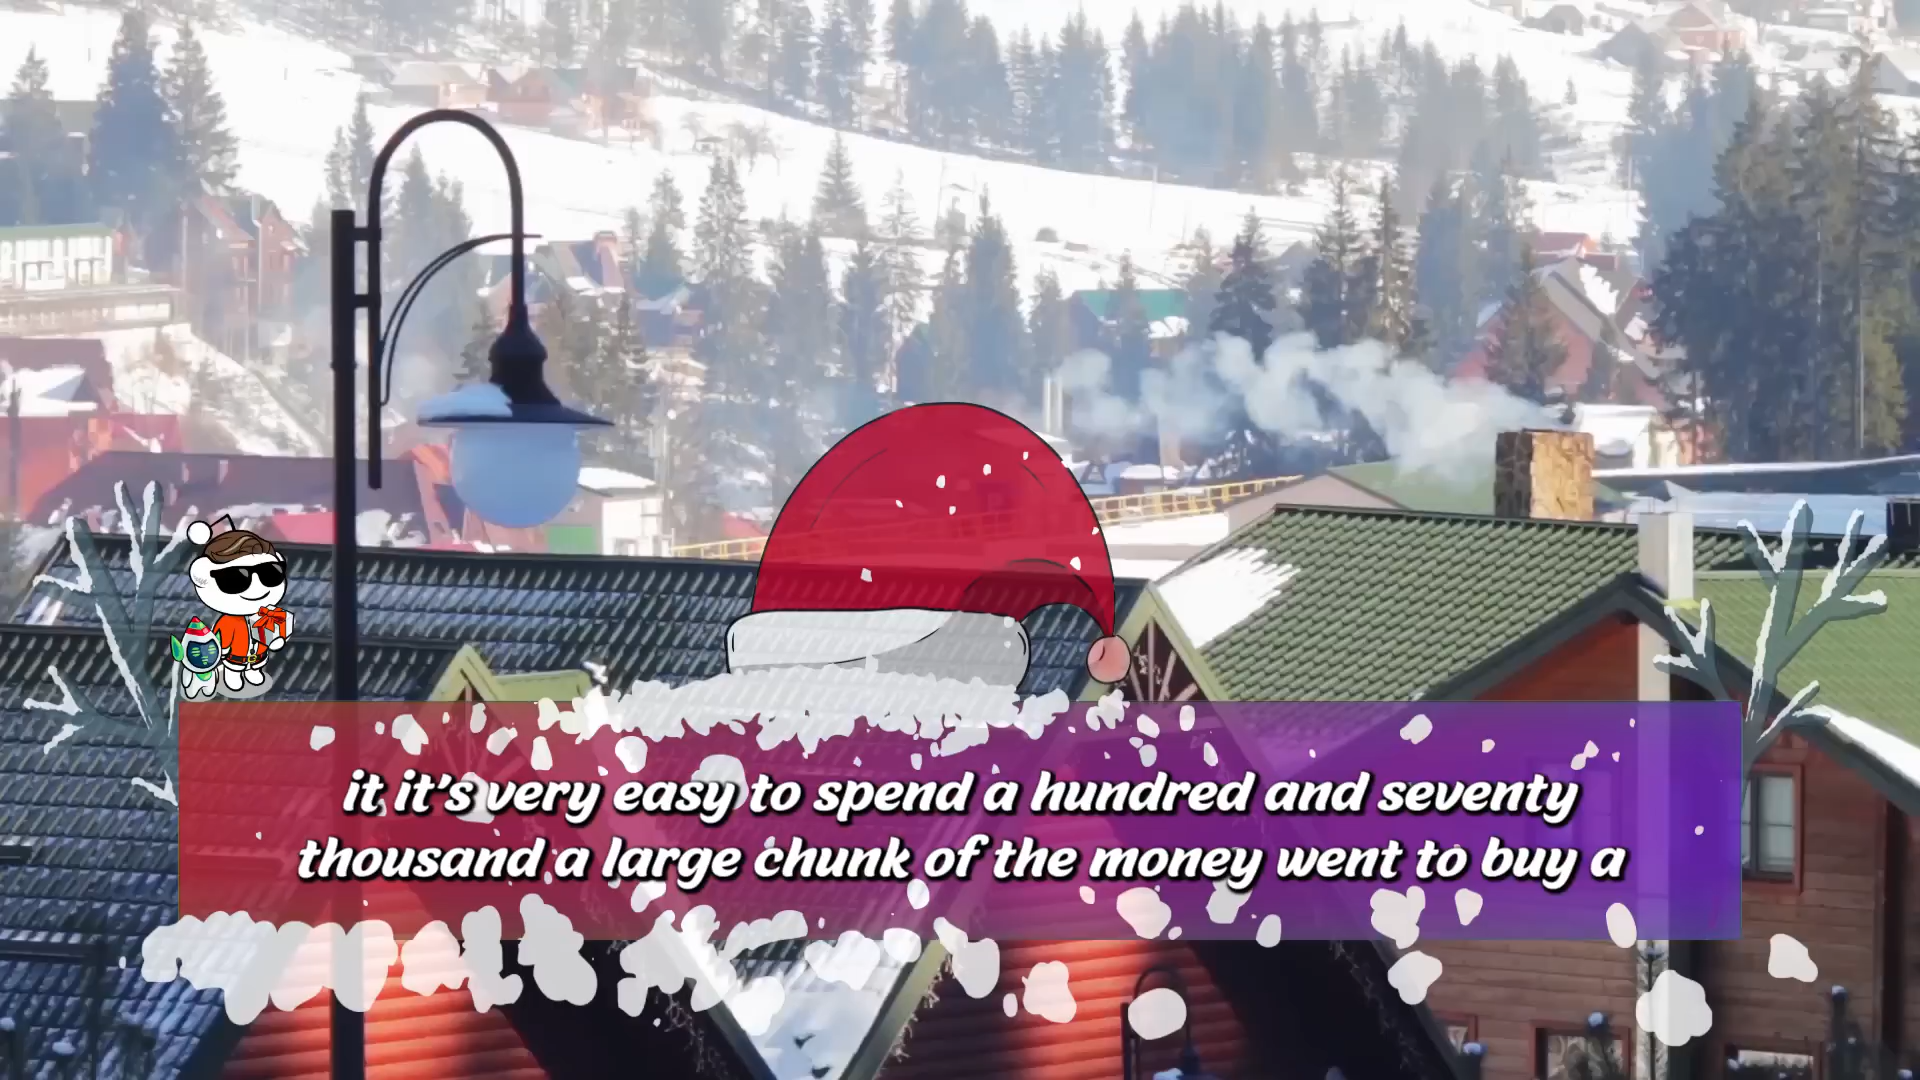 it it's very easy to spend a hundred and seventy
thousand a large chunk of the money went to buy a